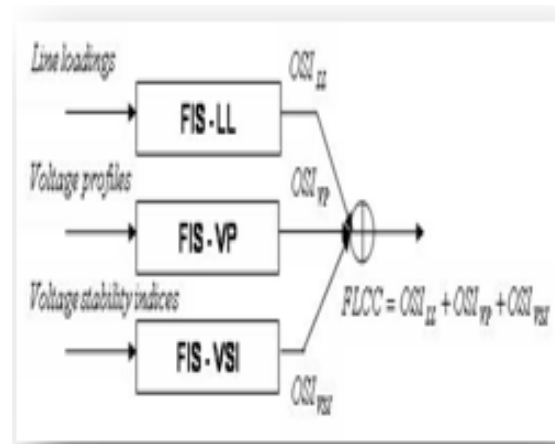 Line loadings
OSI_LL
FIS - LL
Voltage profiles
OSI_VP
FIS - VP
Voltage stability indices
FLCC = OSI_LL + OSI_VP + OSI_VSI
FIS - VSI
OSI_VSI